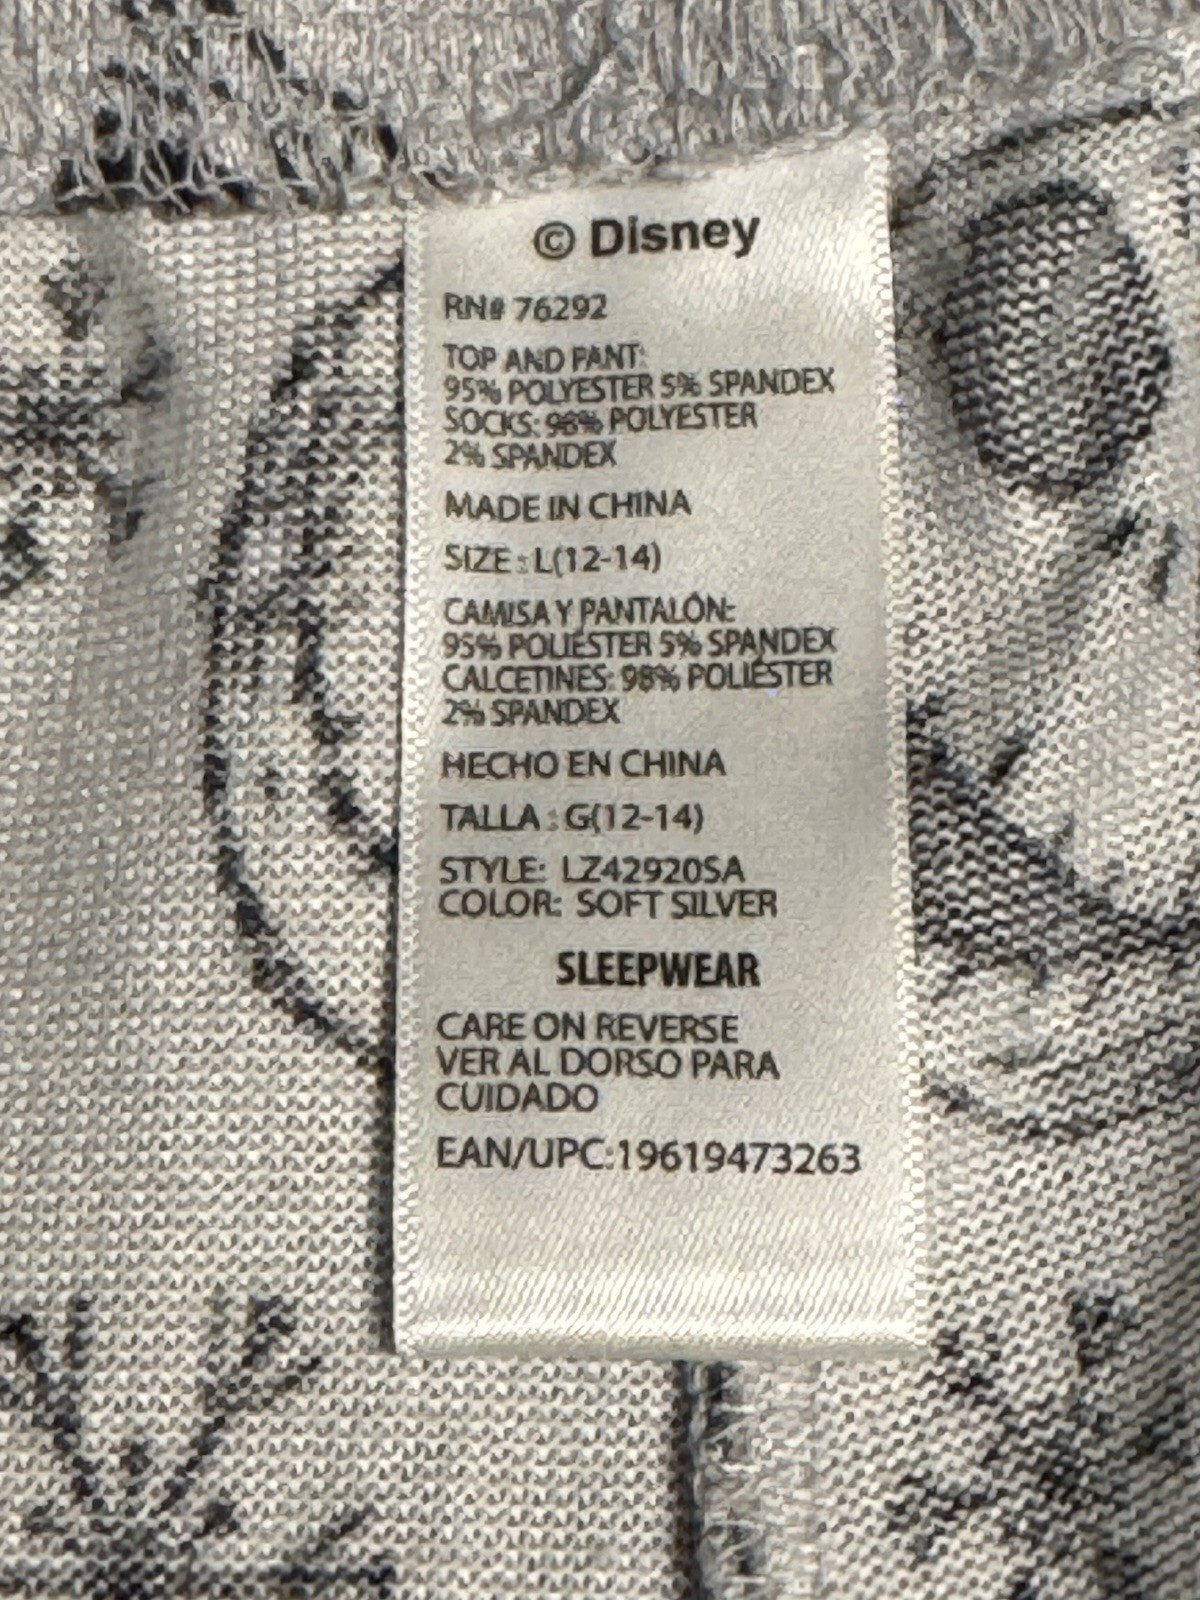 © Disney
RN# 76292
TOP AND PANT:
95% POLYESTER 5% SPANDEX
SOCKS: 98% POLYESTER
2% SPANDEX
MADE IN CHINA
SIZE : L(12-14)
CAMISA Y PANTALÓN:
95% POLIÉSTER 5% SPANDEX
CALCETINES: 98% POLIÉSTER
2% SPANDEX
HECHO EN CHINA
TALLA : G(12-14)
STYLE: LZ42920SA
COLOR: SOFT SILVER
SLEEPWEAR
CARE ON REVERSE
VER AL DORSO PARA
CUIDADO
EAN/UPC:19619473263